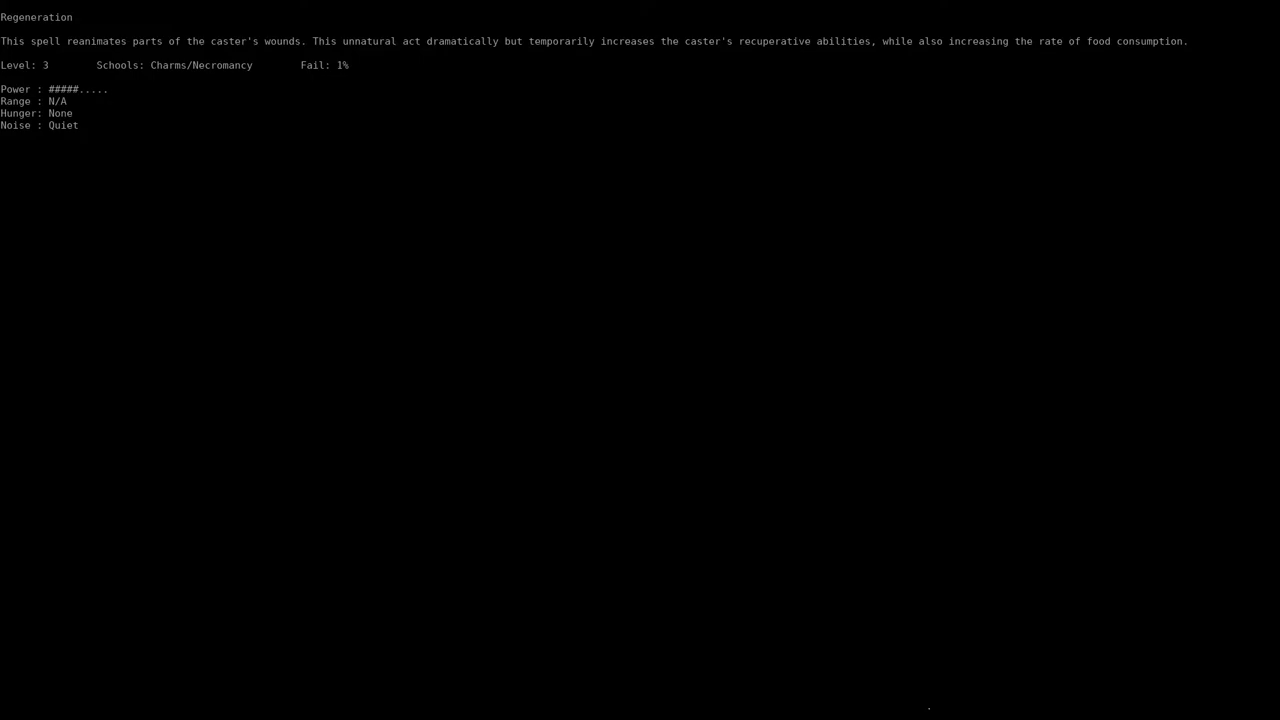 Regeneration
This spell reanimates parts of the caster's wounds. This unnatural act dramatically but temporarily increases the caster's recuperative abilities, while also increasing the rate of food consumption.
Level: 3        Schools: Charms/Necromancy        Fail: 1%
Power : #####.....
Range : N/A
Hunger: None
Noise : Quiet
.